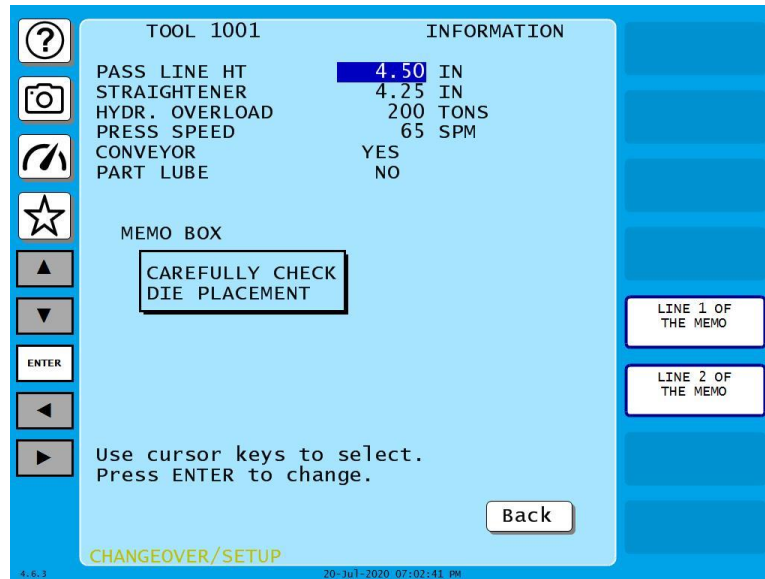 TOOL 1001 INFORMATION
PASS LINE HT 4.50 IN
STRAIGHTENER 4.25 IN
HYDR. OVERLOAD 200 TONS
PRESS SPEED 65 SPM
CONVEYOR YES
PART LUBE NO
MEMO BOX
CAREFULLY CHECK
DIE PLACEMENT
LINE 1 OF
THE MEMO
ENTER
LINE 2 OF
THE MEMO
Use cursor keys to select.
Press ENTER to change.
Back
CHANGEOVER/SETUP
4.6.3
20-Jul-2020 07:02:41 PM